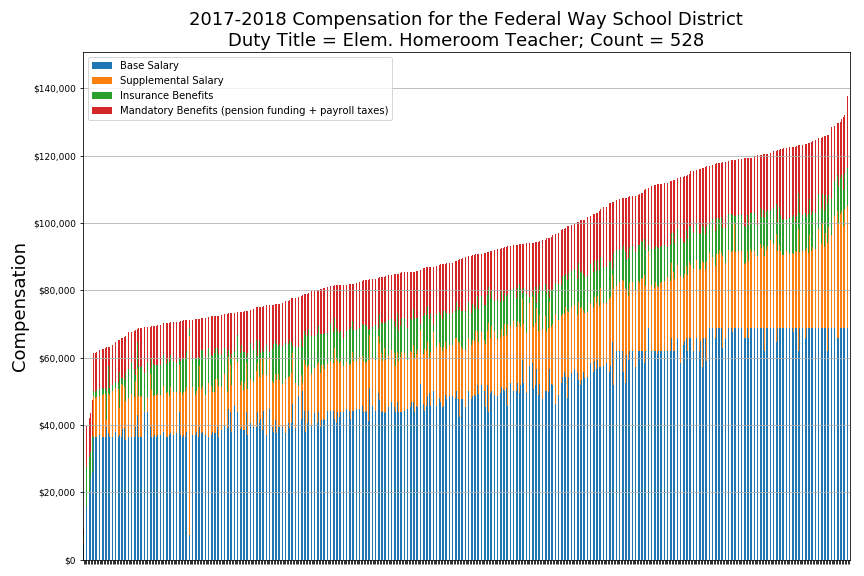 2017-2018 Compensation for the Federal Way School District
Duty Title = Elem. Homeroom Teacher; Count = 528
Base Salary
Supplemental Salary
Insurance Benefits
Mandatory Benefits (pension funding + payroll taxes)
$140,000
$120,000
$100,000
$80,000
$60,000
$40,000
$20,000
$0
Compensation